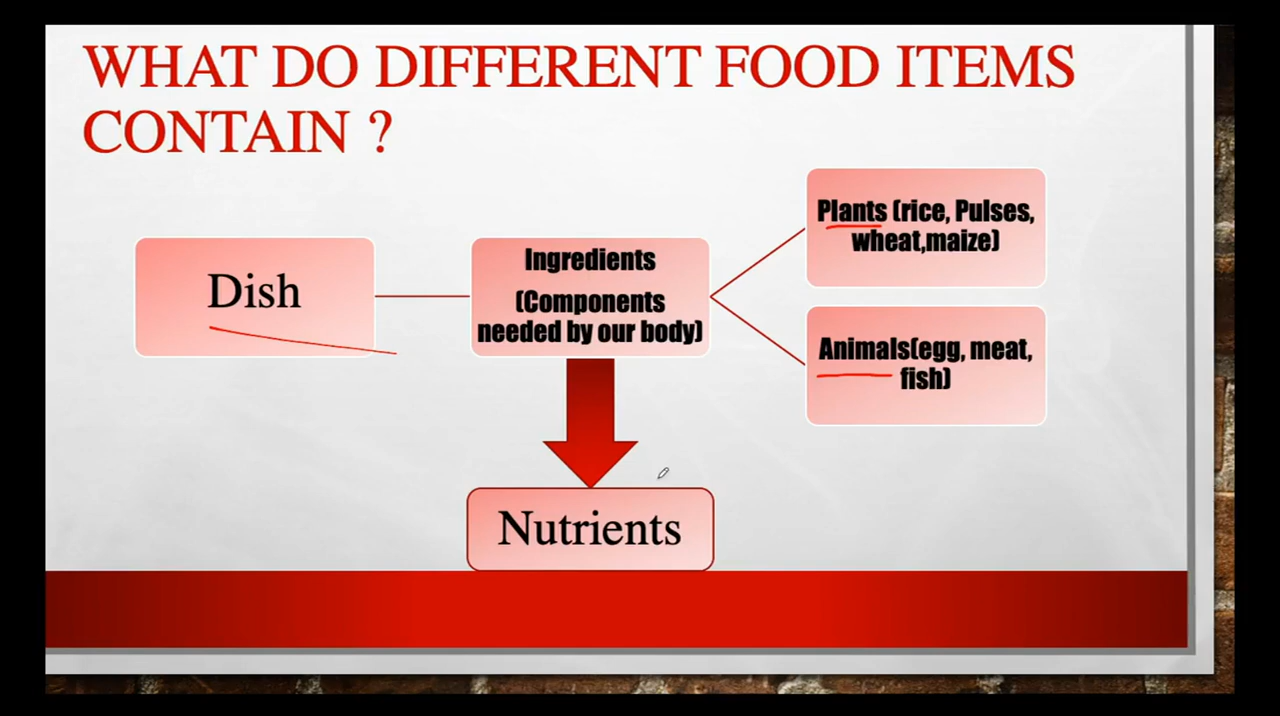 WHAT DO DIFFERENT FOOD ITEMS
CONTAIN ?
Dish
Ingredients
(Components
needed by our body)
Plants (rice, Pulses,
wheat,maize)
Animals(egg, meat,
fish)
Nutrients